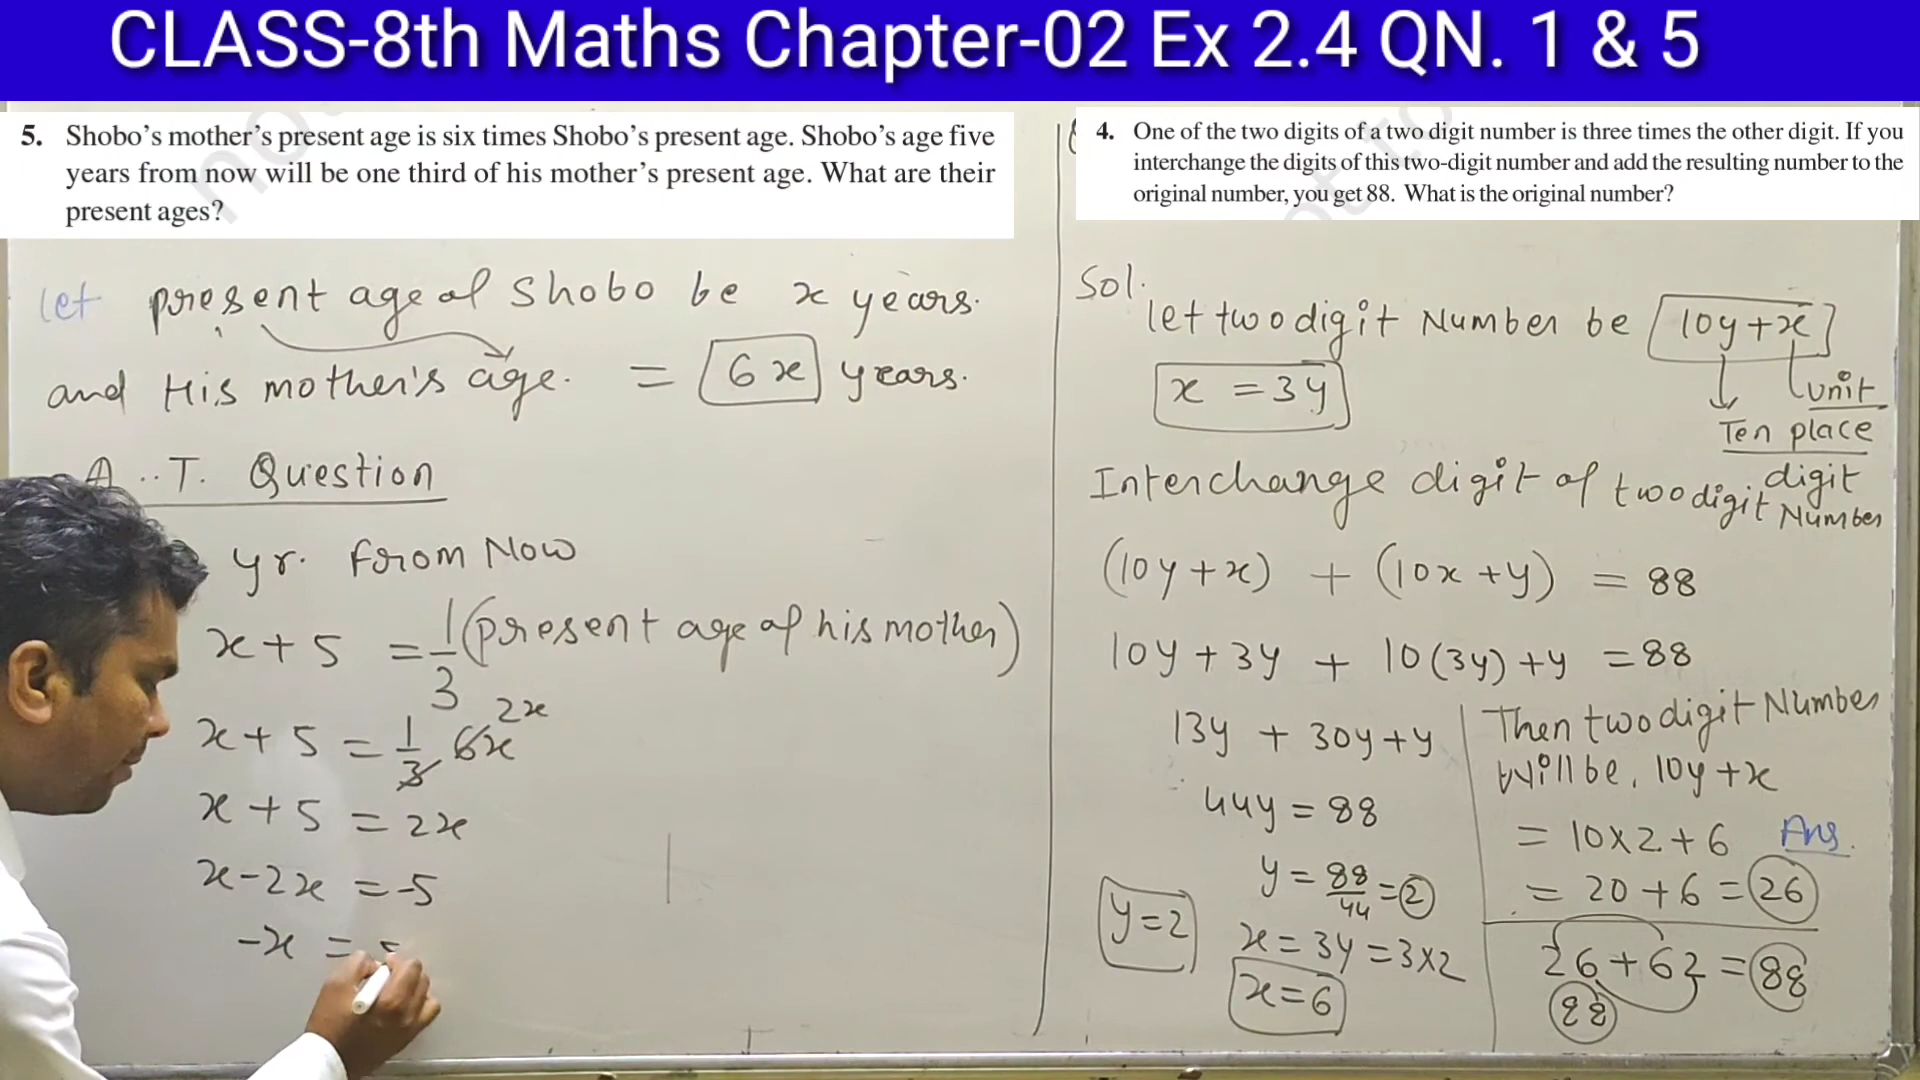 CLASS-8th Maths Chapter-02 Ex 2.4 QN. 1 & 5
5. Shobo's mother's present age is six times Shobo's present age. Shobo's age five
years from now will be one third of his mother's present age. What are their
present ages?
let present age of Shobo be x years.
and His mother's age. = 6x years.
A.. T. Question
yr. From Now
x + 5 = 1/3 (present age of his mother)
x + 5 = 1/3 6x 2x
x + 5 = 2x
x - 2x = -5
-x =
4. One of the two digits of a two digit number is three times the other digit. If you
interchange the digits of this two-digit number and add the resulting number to the
original number, you get 88. What is the original number?
Sol.
let two digit Number be 10y + x
x = 3y
unit
Ten place
digit
Interchange digit of two digit Number
(10y + x) + (10x + y) = 88
10y + 3y + 10(3y) + y = 88
13y + 30y + y
44y = 88
y = 88/44 = 2
y = 2
x = 3y = 3×2
x = 6
Then two digit Number
will be, 10y + x
= 10×2 + 6 Ans.
= 20 + 6 = 26
26 + 62 = 88
88